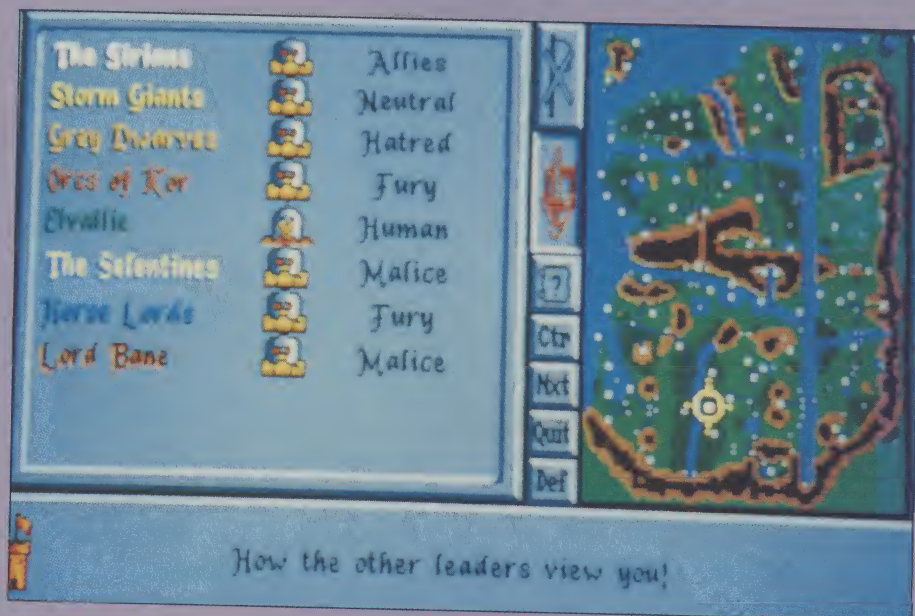 The Sirians Allies
Storm Giants Neutral
Grey Dwarves Hatred
Orcs of Kor Fury
Elvallie Human
The Selentines Malice
Horse Lords Fury
Lord Bane Malice
?
Ctr
Nxt
Quit
Def
How the other leaders view you!